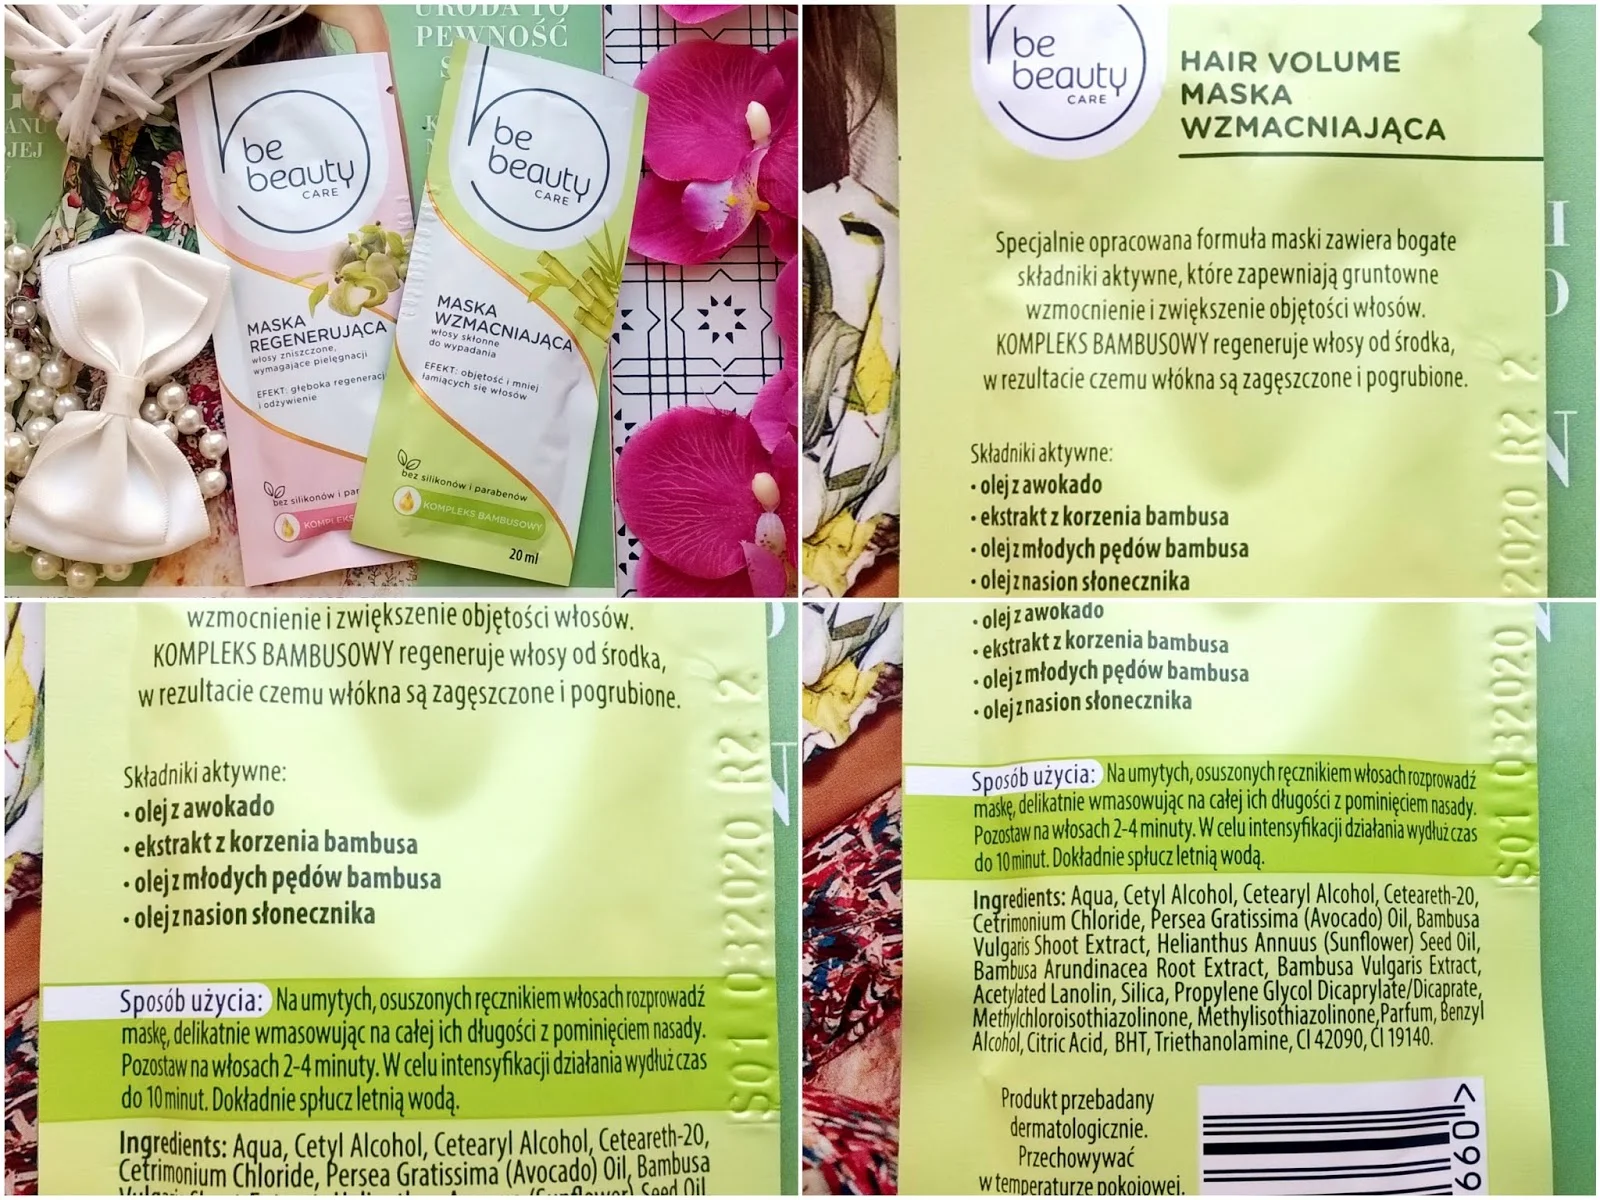 URODA TO
PEWNOŚĆ
be
beauty
CARE
MASKA
REGENERUJĄCA
włosy zniszczone,
wymagające pielęgnacji
EFEKT: głęboka regeneracj
i odżywienie
bez silikonów i par
KOMPLEKS
be
beauty
CARE
MASKA
WZMACNIAJĄCA
włosy skłonne
do wypadania
EFEKT: objętość i mniej
łamiących się włosów
bez silikonów i parabenów
KOMPLEKS BAMBUSOWY
20 ml
be
beauty
CARE
HAIR VOLUME
MASKA
WZMACNIAJĄCA
Specjalnie opracowana formuła maski zawiera bogate
składniki aktywne, które zapewniają gruntowne
wzmocnienie i zwiększenie objętości włosów.
KOMPLEKS BAMBUSOWY regeneruje włosy od środka,
w rezultacie czemu włókna są zagęszczone i pogrubione.
Składniki aktywne:
• olej z awokado
• ekstrakt z korzenia bambusa
• olej z młodych pędów bambusa
• olej z nasion słonecznika
2020 R2 2
wzmocnienie i zwiększenie objętości włosów.
KOMPLEKS BAMBUSOWY regeneruje włosy od środka,
w rezultacie czemu włókna są zagęszczone i pogrubione.
Składniki aktywne:
• olej z awokado
• ekstrakt z korzenia bambusa
• olej z młodych pędów bambusa
• olej z nasion słonecznika
Sposób użycia: Na umytych, osuszonych ręcznikiem włosach rozprowadź
maskę, delikatnie wmasowując na całej ich długości z pominięciem nasady.
Pozostaw na włosach 2-4 minuty. W celu intensyfikacji działania wydłuż czas
do 10 minut. Dokładnie spłucz letnią wodą.
Ingredients: Aqua, Cetyl Alcohol, Cetearyl Alcohol, Ceteareth-20,
Cetrimonium Chloride, Persea Gratissima (Avocado) Oil, Bambusa
S01 032020 R2 2
• olej z awokado
• ekstrakt z korzenia bambusa
• olej z młodych pędów bambusa
• olej z nasion słonecznika
Sposób użycia: Na umytych, osuszonych ręcznikiem włosach rozprowadź
maskę, delikatnie wmasowując na całej ich długości z pominięciem nasady.
Pozostaw na włosach 2-4 minuty. W celu intensyfikacji działania wydłuż czas
do 10 minut. Dokładnie spłucz letnią wodą.
Ingredients: Aqua, Cetyl Alcohol, Cetearyl Alcohol, Ceteareth-20,
Cetrimonium Chloride, Persea Gratissima (Avocado) Oil, Bambusa
Vulgaris Shoot Extract, Helianthus Annuus (Sunflower) Seed Oil,
Bambusa Arundinacea Root Extract, Bambusa Vulgaris Extract,
Acetylated Lanolin, Silica, Propylene Glycol Dicaprylate/Dicaprate,
Methylchloroisothiazolinone, Methylisothiazolinone, Parfum, Benzyl
Alcohol, Citric Acid, BHT, Triethanolamine, CI 42090, CI 19140.
S01 032020
Produkt przebadany
dermatologicznie.
Przechowywać
w temperaturze pokojowej.